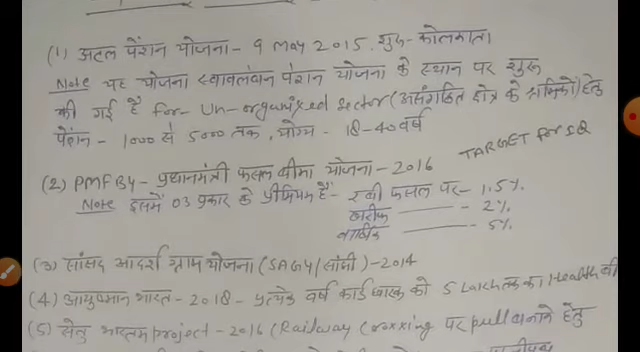 (1) अटल पेंशन योजना - 9 May 2015. शुरू - कोलकाता
Note यह योजना स्वावलंबन पेंशन योजना के स्थान पर शुरू
की गई है for - Un-organized sector (असंगठित क्षेत्र के श्रमिकों) हेतु
पेंशन - 1000 से 5000 तक, योग्य - 18-40 वर्ष
TARGET for SQ
(2) PMFBY - प्रधानमंत्री फसल बीमा योजना - 2016
Note इसमें 03 प्रकार के प्रीमियम हैं - रबी फसल पर - 1.5%
खरीफ - 2%
वार्षिक - 5%
(3) सांसद आदर्श ग्राम योजना (SAGY/सांझी) - 2014
(4) आयुष्मान भारत - 2018 - प्रत्येक वर्ष कार्ड धारक को 5 Lakh तक का Health बी
(5) सेतु भारतम project - 2016 (Railway Crossing पर pull बनाने हेतु